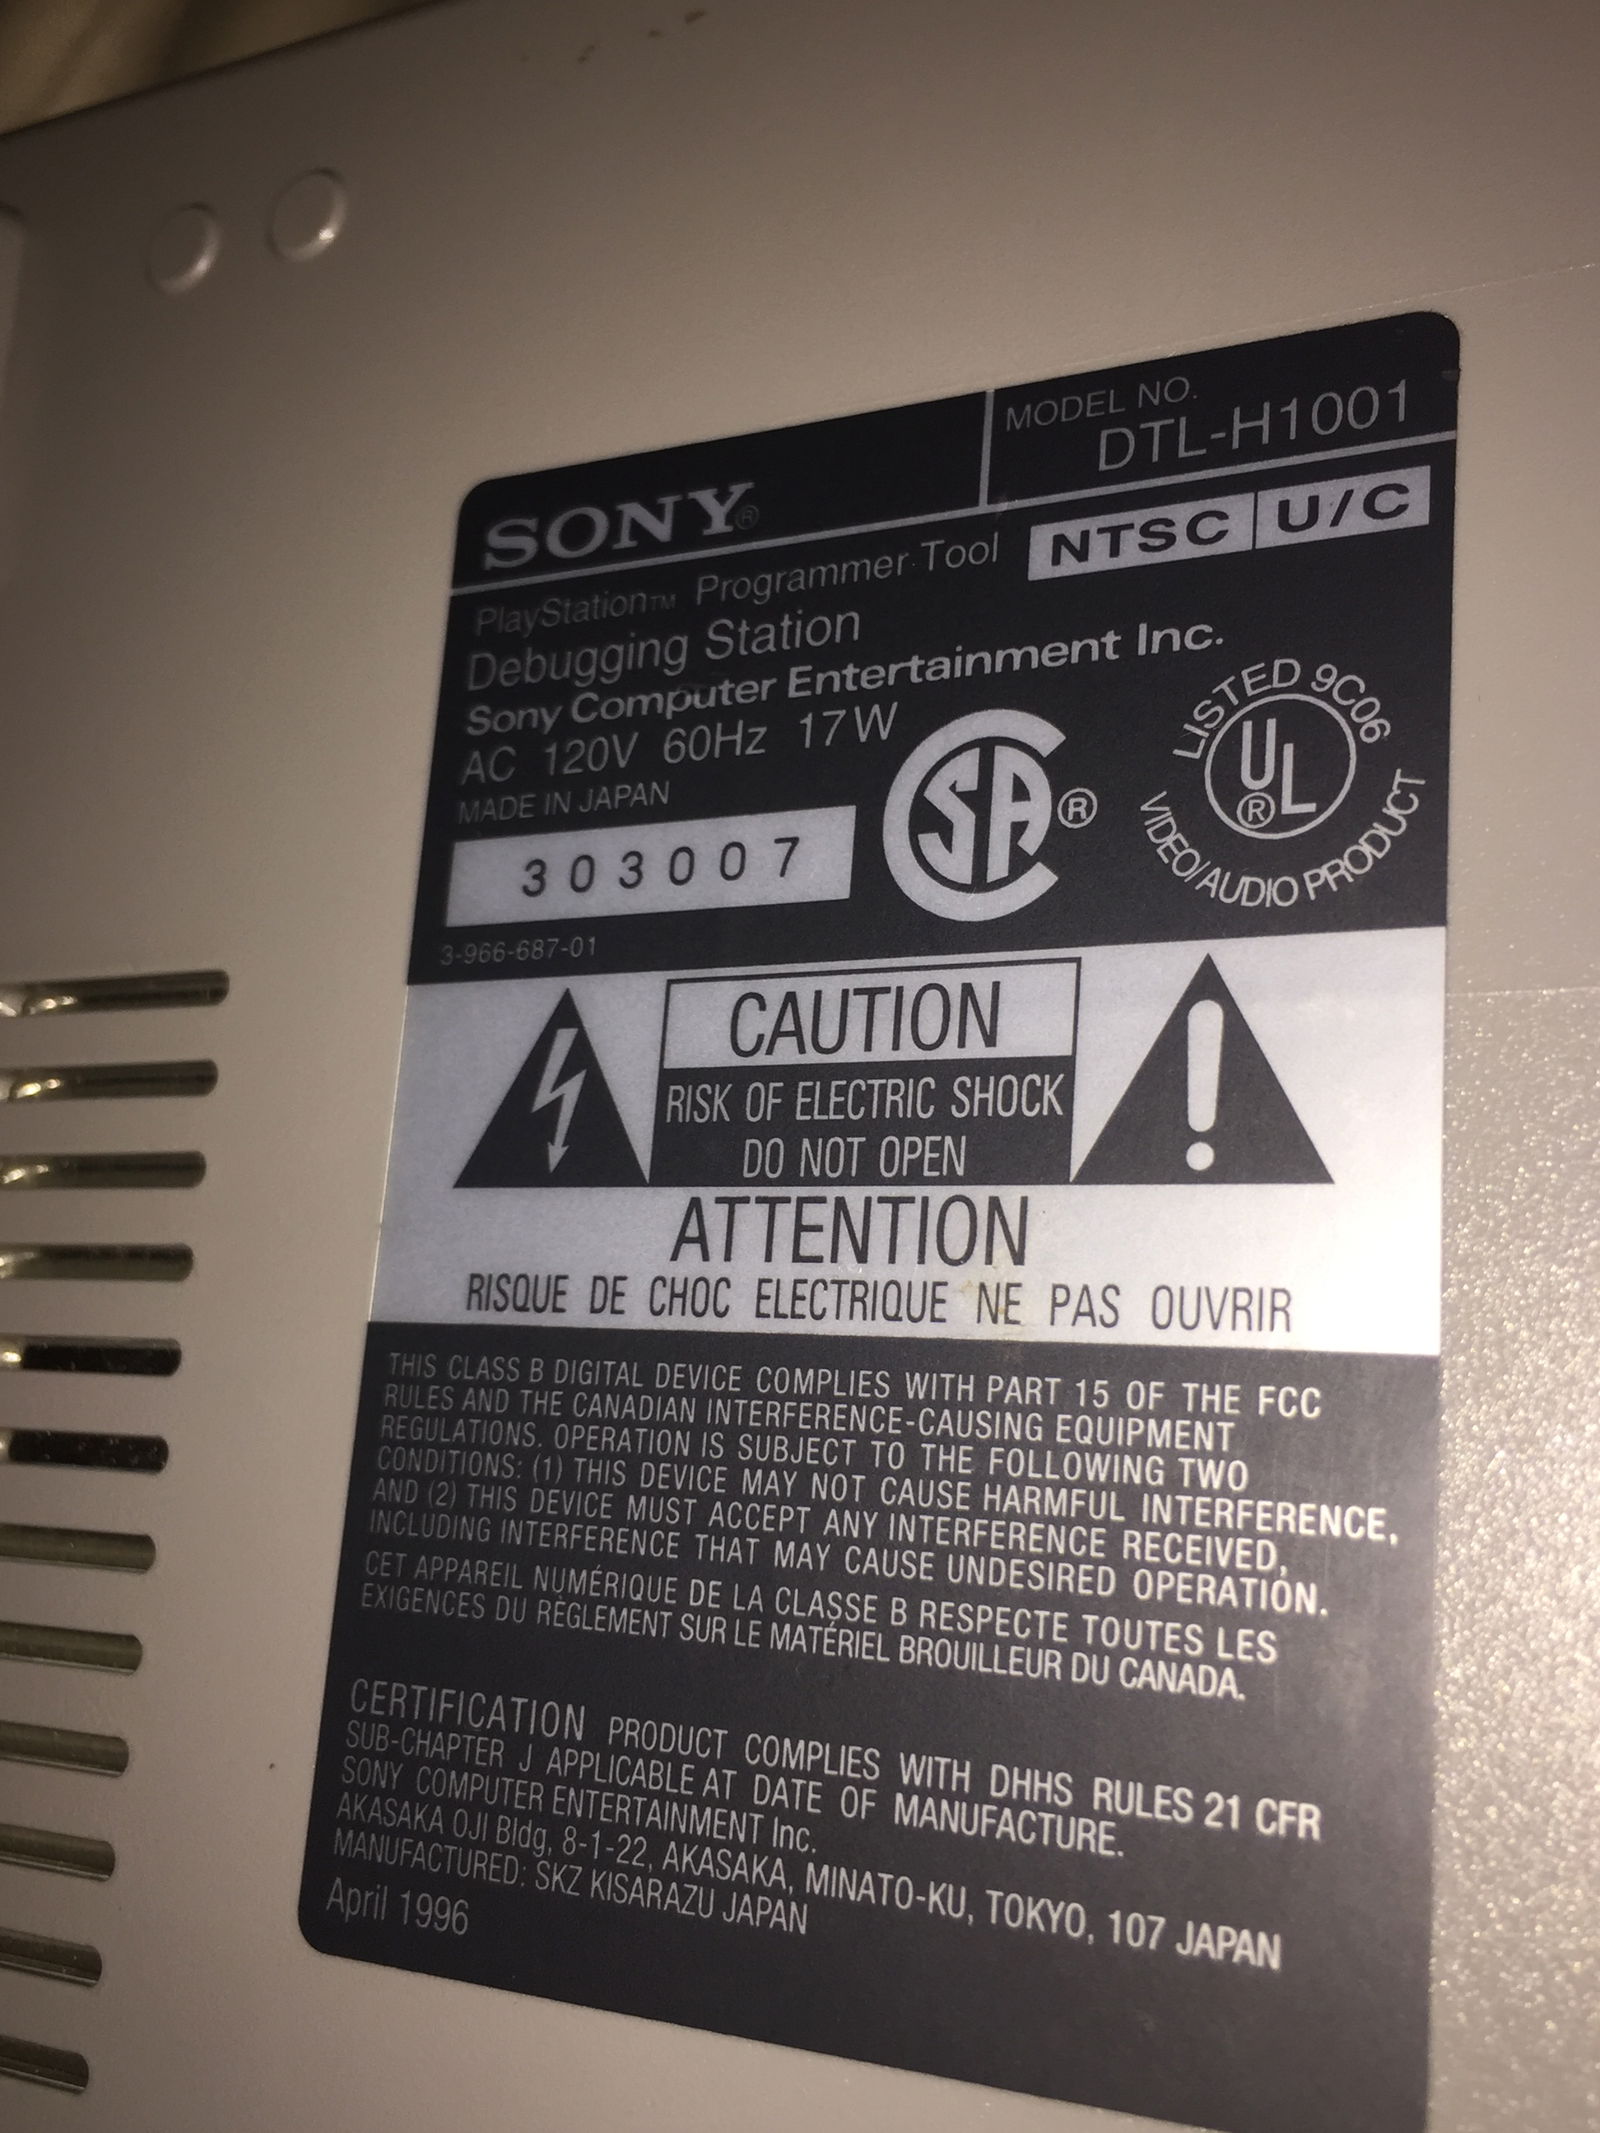 MODEL NO.
DTL-H1001
SONY®
PlayStation™ Programmer Tool NTSC U/C
Debugging Station
Sony Computer Entertainment Inc.
AC 120V 60Hz 17W
MADE IN JAPAN
303007
3-966-687-01
SA ®
LISTED 9C06
UL ®
VIDEO/AUDIO PRODUCT
CAUTION
RISK OF ELECTRIC SHOCK
DO NOT OPEN
ATTENTION
RISQUE DE CHOC ELECTRIQUE NE PAS OUVRIR
THIS CLASS B DIGITAL DEVICE COMPLIES WITH PART 15 OF THE FCC
RULES AND THE CANADIAN INTERFERENCE-CAUSING EQUIPMENT
REGULATIONS. OPERATION IS SUBJECT TO THE FOLLOWING TWO
CONDITIONS: (1) THIS DEVICE MAY NOT CAUSE HARMFUL INTERFERENCE,
AND (2) THIS DEVICE MUST ACCEPT ANY INTERFERENCE RECEIVED,
INCLUDING INTERFERENCE THAT MAY CAUSE UNDESIRED OPERATION.
CET APPAREIL NUMÉRIQUE DE LA CLASSE B RESPECTE TOUTES LES
EXIGENCES DU RÈGLEMENT SUR LE MATÉRIEL BROUILLEUR DU CANADA.
CERTIFICATION PRODUCT COMPLIES WITH DHHS RULES 21 CFR
SUB-CHAPTER J APPLICABLE AT DATE OF MANUFACTURE.
SONY COMPUTER ENTERTAINMENT Inc.
AKASAKA OJI Bldg, 8-1-22, AKASAKA, MINATO-KU, TOKYO, 107 JAPAN
MANUFACTURED: SKZ KISARAZU JAPAN
April 1996